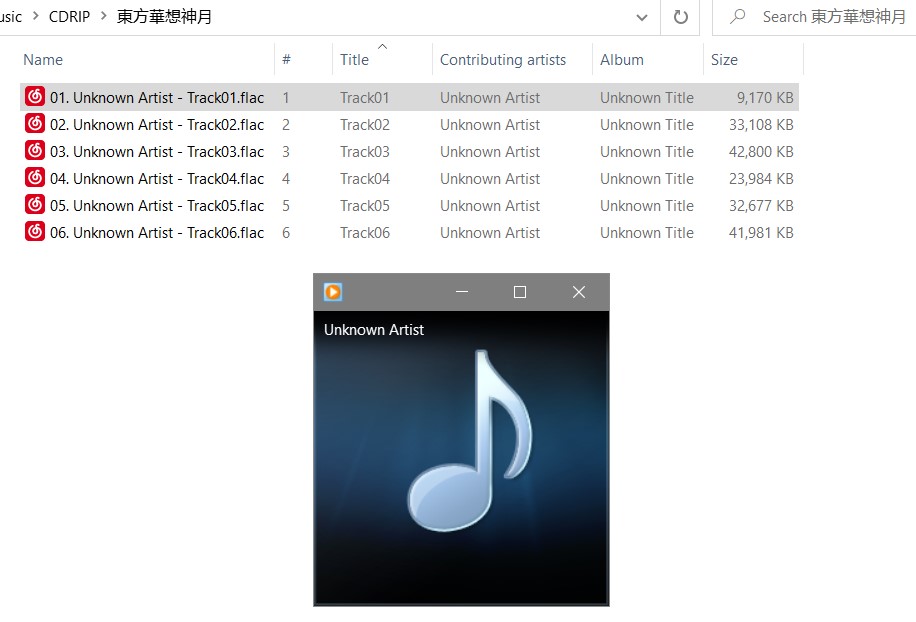 usic > CDRIP > 東方華想神月 Search 東方華想神月
Name # Title Contributing artists Album Size
01. Unknown Artist - Track01.flac 1 Track01 Unknown Artist Unknown Title 9,170 KB
02. Unknown Artist - Track02.flac 2 Track02 Unknown Artist Unknown Title 33,108 KB
03. Unknown Artist - Track03.flac 3 Track03 Unknown Artist Unknown Title 42,800 KB
04. Unknown Artist - Track04.flac 4 Track04 Unknown Artist Unknown Title 23,984 KB
05. Unknown Artist - Track05.flac 5 Track05 Unknown Artist Unknown Title 32,677 KB
06. Unknown Artist - Track06.flac 6 Track06 Unknown Artist Unknown Title 41,981 KB
Unknown Artist